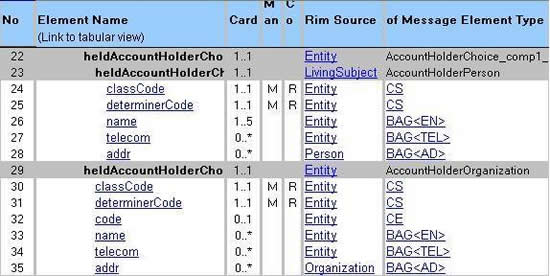 Element Name Card M an C o Rim Source of Message Element Type
(Link to tabular view)
22 heldAccountHolderCho 1..1 Entity AccountHolderChoice_comp1_
23 heldAccountHolderCh 1..1 LivingSubject AccountHolderPerson
24 classCode 1..1 M R Entity CS
25 determinerCode 1..1 M R Entity CS
26 name 1..5 Entity BAG<EN>
27 telecom 0..* Entity BAG<TEL>
28 addr 0..* Person BAG<AD>
29 heldAccountHolderCho 1..1 Entity AccountHolderOrganization
30 classCode 1..1 M R Entity CS
31 determinerCode 1..1 M R Entity CS
32 code 0..1 Entity CE
33 name 0..* Entity BAG<EN>
34 telecom 0..* Entity BAG<TEL>
35 addr 0..* Organization BAG<AD>